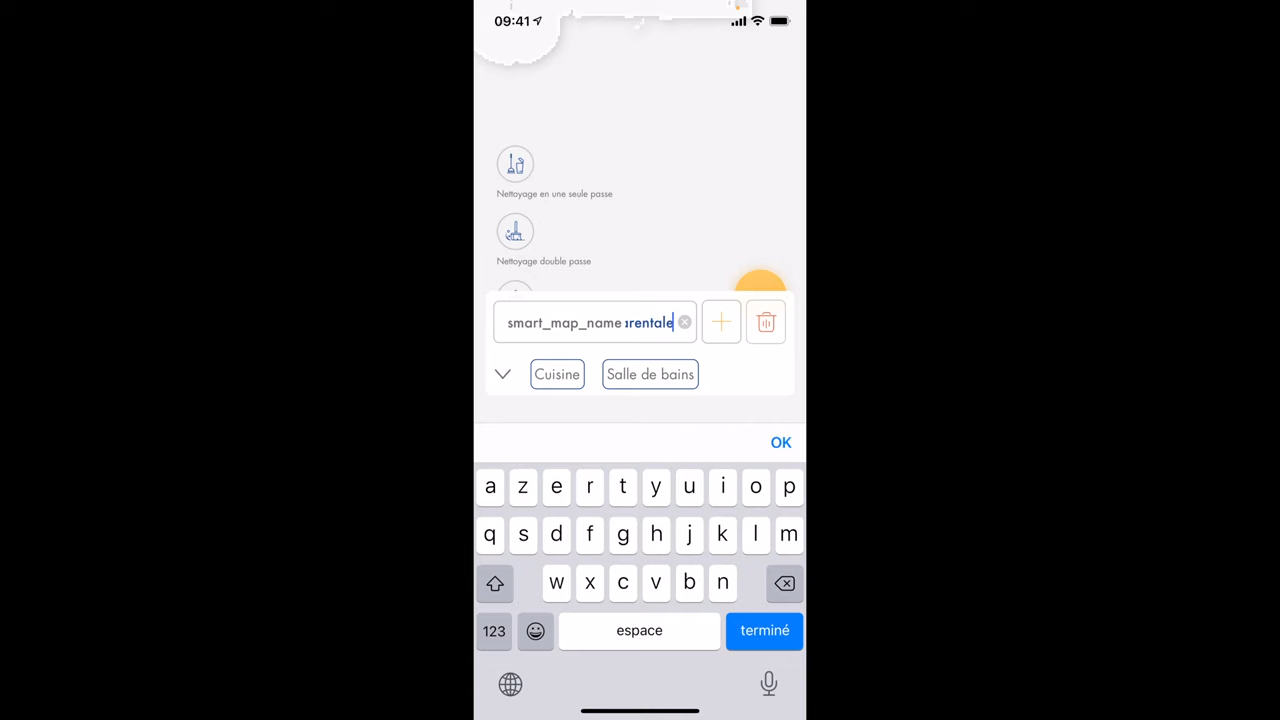 09:41
Nettoyage en une seule passe
Nettoyage double passe
smart_map_name rentale
Cuisine Salle de bains
OK
a z e r t y u i o p
q s d f g h j k l m
w x c v b n
123 espace terminé